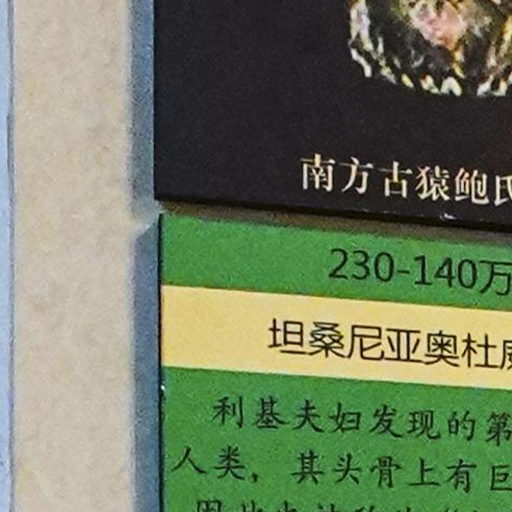 南方古猿鲍氏
230-140万
坦桑尼亚奥杜威
利基夫妇发现的第
人类，其头骨上有巨